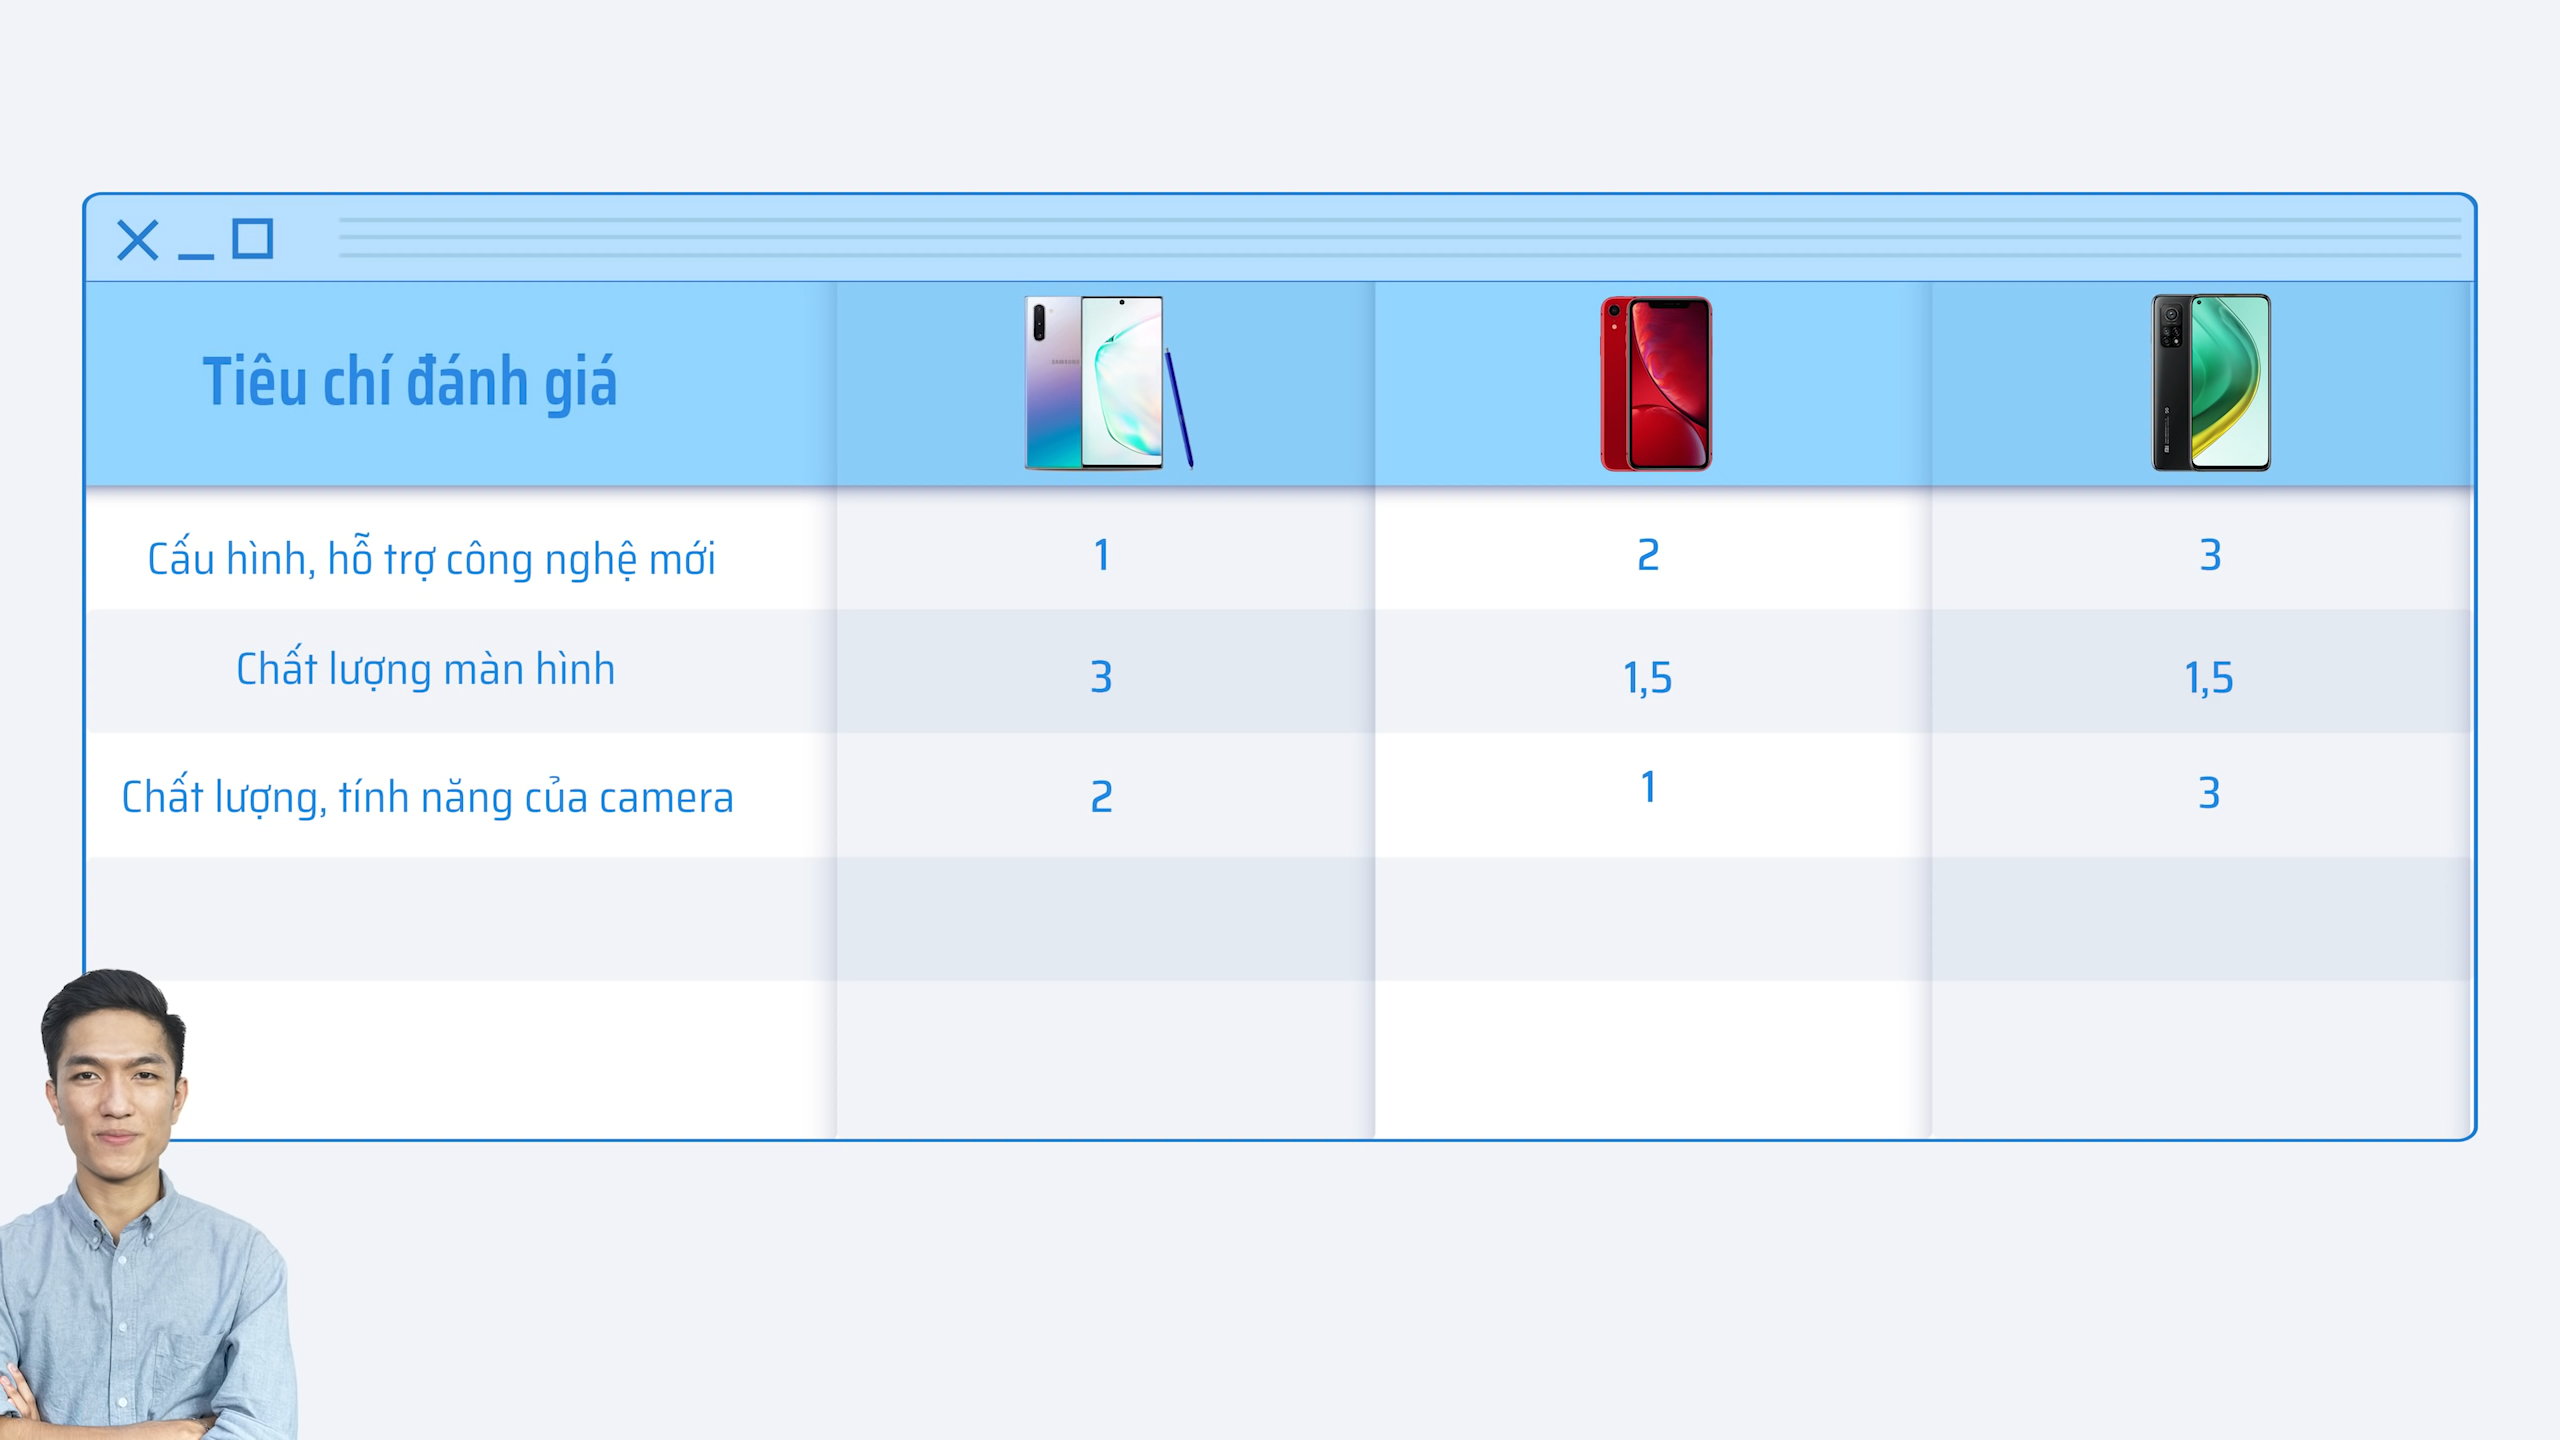 Tiêu chí đánh giá
SAMSUNG
Cấu hình, hỗ trợ công nghệ mới 1 2 3
Chất lượng màn hình 3 1,5 1,5
Chất lượng, tính năng của camera 2 1 3